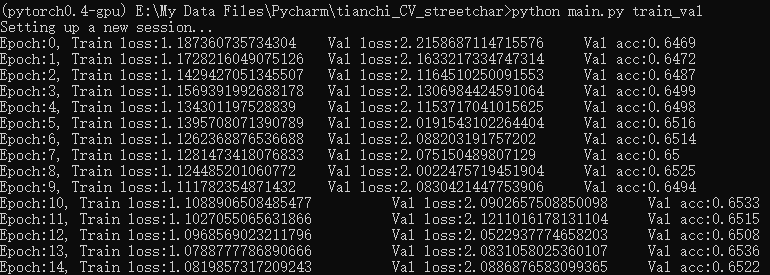 (pytorch0.4-gpu) E:\My Data Files\Pycharm\tianchi_CV_streetchar>python main.py train_val
Setting up a new session...
Epoch:0, Train loss:1.187360735734304 Val loss:2.2158687114715576 Val acc:0.6469
Epoch:1, Train loss:1.1728216049075126 Val loss:2.1633217334747314 Val acc:0.6472
Epoch:2, Train loss:1.1429427051345507 Val loss:2.1164510250091553 Val acc:0.6487
Epoch:3, Train loss:1.1569391992688178 Val loss:2.1306984424591064 Val acc:0.6499
Epoch:4, Train loss:1.134301197528839 Val loss:2.1153717041015625 Val acc:0.6498
Epoch:5, Train loss:1.1395708071390789 Val loss:2.0191543102264404 Val acc:0.6516
Epoch:6, Train loss:1.1262368876536688 Val loss:2.088203191757202 Val acc:0.6514
Epoch:7, Train loss:1.1281473418076833 Val loss:2.075150489807129 Val acc:0.65
Epoch:8, Train loss:1.124485201060772 Val loss:2.0022475719451904 Val acc:0.6525
Epoch:9, Train loss:1.111782354871432 Val loss:2.0830421447753906 Val acc:0.6494
Epoch:10, Train loss:1.1088906508485477 Val loss:2.0902657508850098 Val acc:0.6533
Epoch:11, Train loss:1.1027055065631866 Val loss:2.1211016178131104 Val acc:0.6515
Epoch:12, Train loss:1.0968569023211796 Val loss:2.0522937774658203 Val acc:0.6508
Epoch:13, Train loss:1.0788777786890666 Val loss:2.0831058025360107 Val acc:0.6536
Epoch:14, Train loss:1.0819857317209243 Val loss:2.0886876583099365 Val acc:0.6522